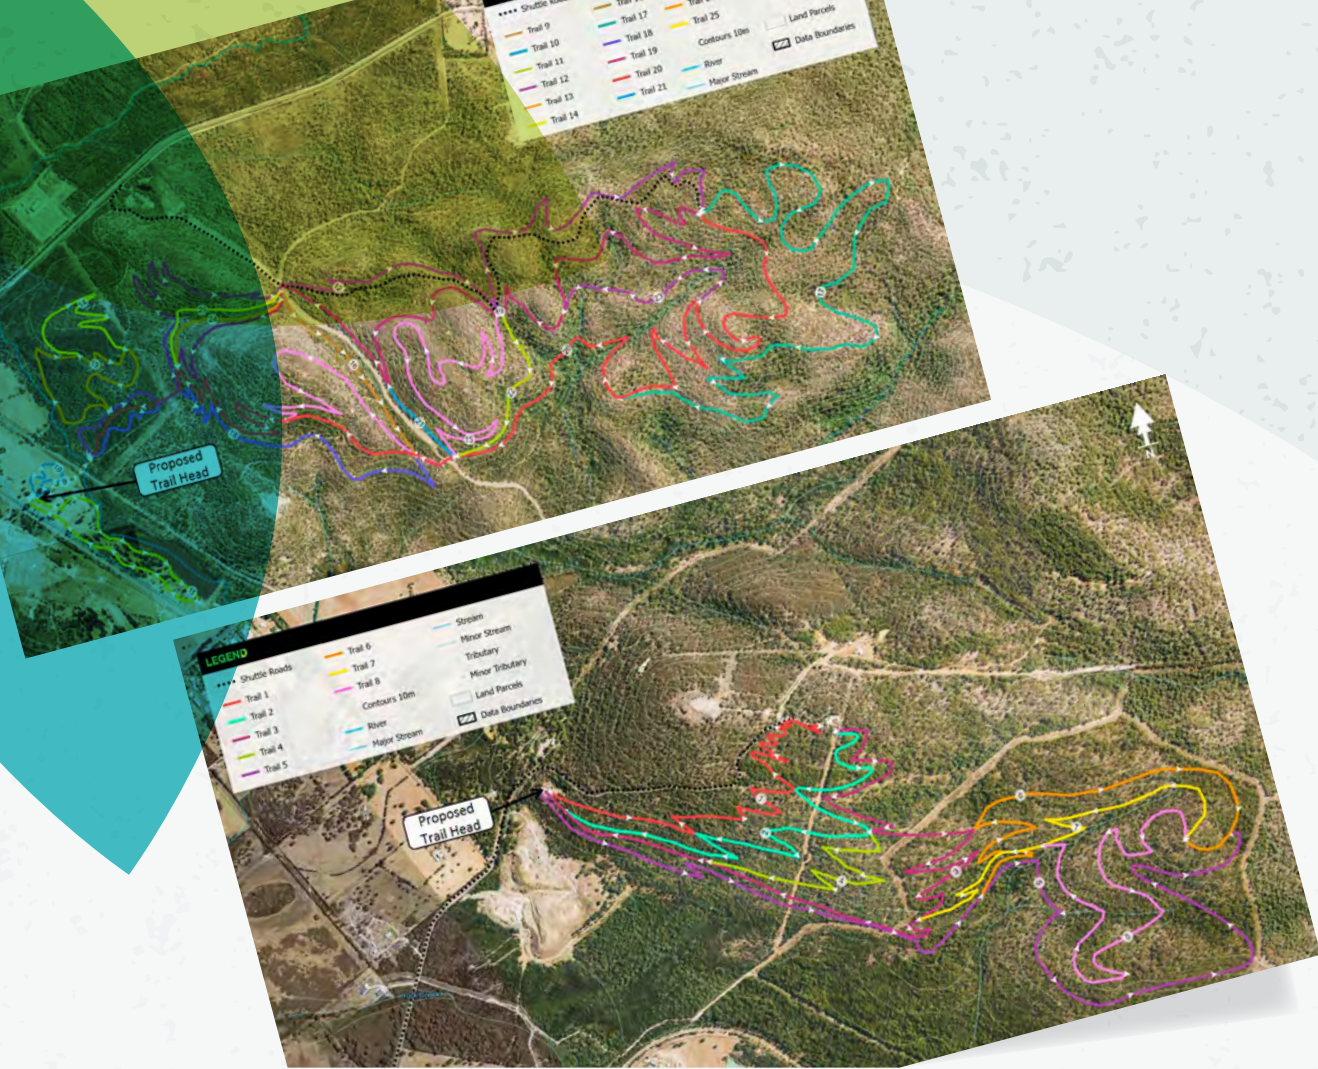 Shuttle Roads
Trail 9
Trail 10
Trail 11
Trail 12
Trail 13
Trail 14
Trail 17
Trail 18
Trail 19
Trail 20
Trail 21
Trail 25
Contours 10m
River
Major Stream
Land Parcels
Data Boundaries
Proposed
Trail Head
LEGEND
Shuttle Roads
Trail 1
Trail 2
Trail 3
Trail 4
Trail 5
Trail 6
Trail 7
Trail 8
Contours 10m
River
Major Stream
Stream
Minor Stream
Tributary
Minor Tributary
Land Parcels
Data Boundaries
Proposed
Trail Head
N